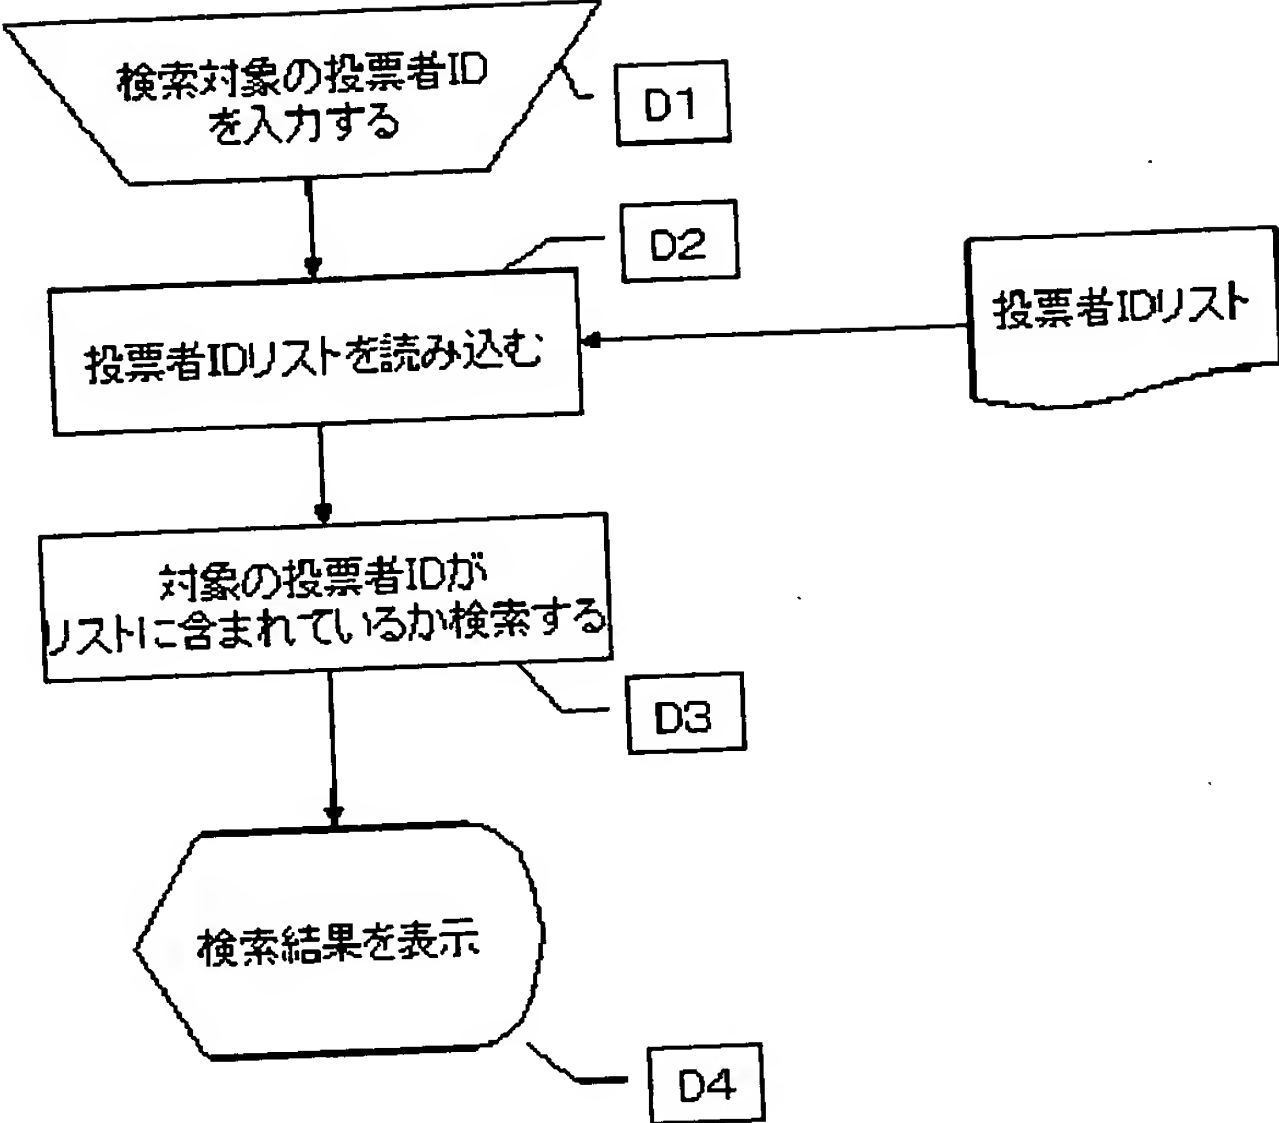 検索対象の投票者ID
を入力する
D1
D2
投票者IDリストを読み込む
投票者IDリスト
対象の投票者IDが
リストに含まれているか検索する
D3
検索結果を表示
D4